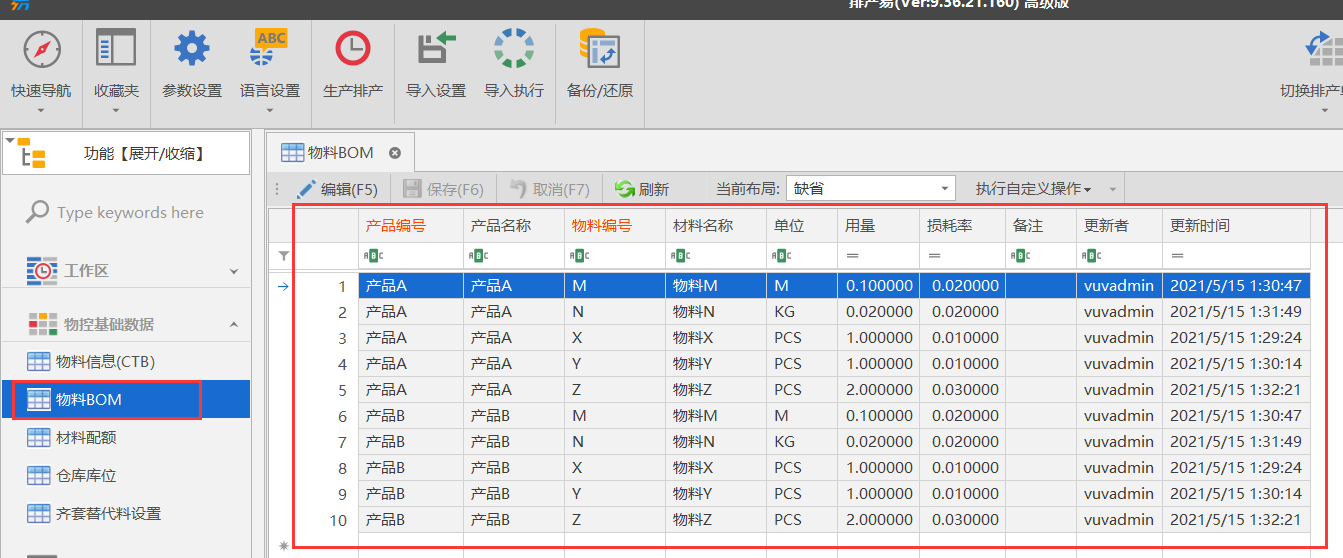 排产易(Ver:9.36.21.160) 高级版
快速导航 收藏夹 参数设置 语言设置 生产排产 导入设置 导入执行 备份/还原 切换排产
ABC
功能【展开/收缩】
Type keywords here
工作区
物控基础数据
物料信息(CTB)
物料BOM
材料配额
仓库库位
齐套替代料设置
物料BOM
编辑(F5) 保存(F6) 取消(F7) 刷新 当前布局: 缺省 执行自定义操作
产品编号 产品名称 物料编号 材料名称 单位 用量 损耗率 备注 更新者 更新时间
ABC ABC ABC ABC ABC = = ABC ABC =
1 产品A 产品A M 物料M M 0.100000 0.020000 vuvadmin 2021/5/15 1:30:47
2 产品A 产品A N 物料N KG 0.020000 0.020000 vuvadmin 2021/5/15 1:31:49
3 产品A 产品A X 物料X PCS 1.000000 0.010000 vuvadmin 2021/5/15 1:29:24
4 产品A 产品A Y 物料Y PCS 1.000000 0.010000 vuvadmin 2021/5/15 1:30:14
5 产品A 产品A Z 物料Z PCS 2.000000 0.030000 vuvadmin 2021/5/15 1:32:21
6 产品B 产品B M 物料M M 0.100000 0.020000 vuvadmin 2021/5/15 1:30:47
7 产品B 产品B N 物料N KG 0.020000 0.020000 vuvadmin 2021/5/15 1:31:49
8 产品B 产品B X 物料X PCS 1.000000 0.010000 vuvadmin 2021/5/15 1:29:24
9 产品B 产品B Y 物料Y PCS 1.000000 0.010000 vuvadmin 2021/5/15 1:30:14
10 产品B 产品B Z 物料Z PCS 2.000000 0.030000 vuvadmin 2021/5/15 1:32:21